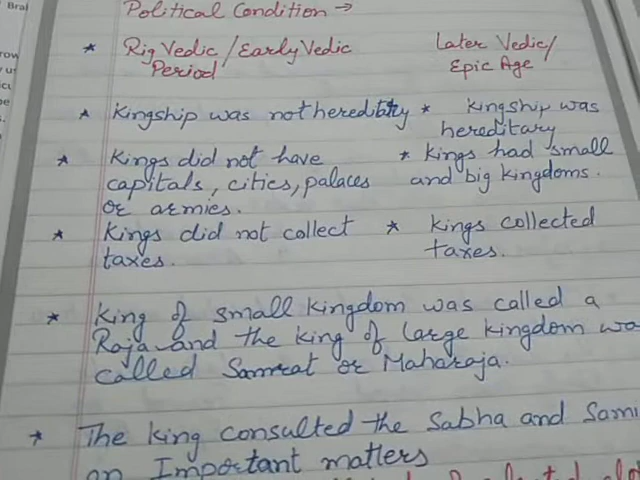 Political Condition →
* Rig Vedic / Early Vedic Period
Later Vedic / Epic Age
* Kingship was not hereditary * Kingship was hereditary
* Kings did not have capitals, cities, palaces or armies.
* Kings had small and big kingdoms.
* Kings did not collect taxes.
* Kings collected taxes.
* King of small kingdom was called a
Raja and the king of large kingdom wa
called Samrat or Maharaja.
* The king consulted the Sabha and Sami
on Important matters